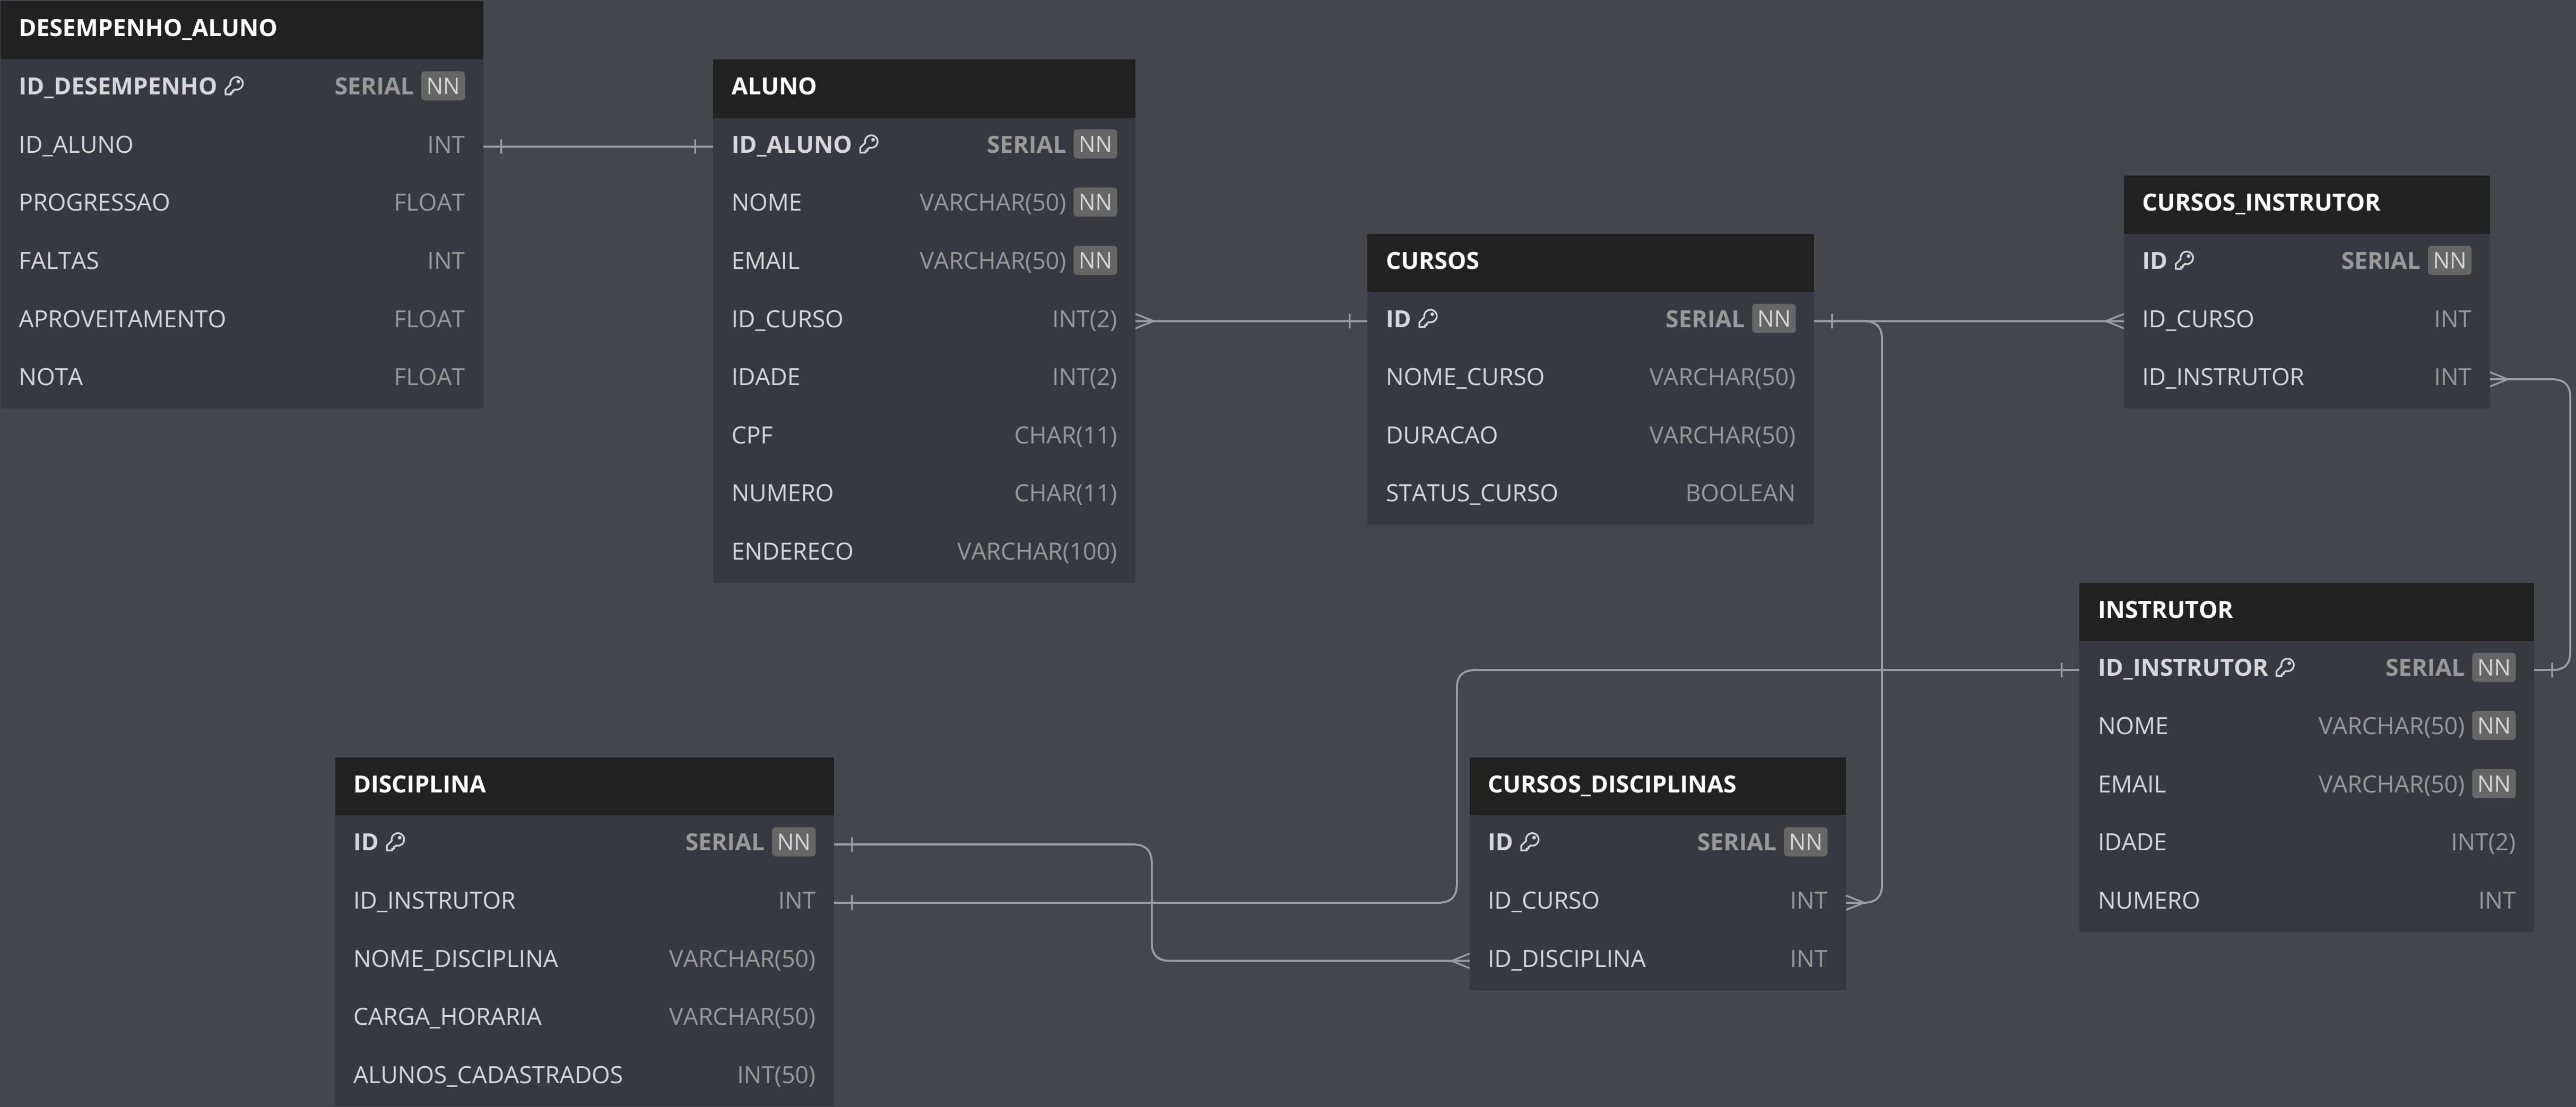 DESEMPENHO_ALUNO
ID_DESEMPENHO SERIAL NN
ID_ALUNO INT
PROGRESSAO FLOAT
FALTAS INT
APROVEITAMENTO FLOAT
NOTA FLOAT
ALUNO
ID_ALUNO SERIAL NN
NOME VARCHAR(50) NN
EMAIL VARCHAR(50) NN
ID_CURSO INT(2)
IDADE INT(2)
CPF CHAR(11)
NUMERO CHAR(11)
ENDERECO VARCHAR(100)
CURSOS
ID SERIAL NN
NOME_CURSO VARCHAR(50)
DURACAO VARCHAR(50)
STATUS_CURSO BOOLEAN
CURSOS_INSTRUTOR
ID SERIAL NN
ID_CURSO INT
ID_INSTRUTOR INT
INSTRUTOR
ID_INSTRUTOR SERIAL NN
NOME VARCHAR(50) NN
EMAIL VARCHAR(50) NN
IDADE INT(2)
NUMERO INT
DISCIPLINA
ID SERIAL NN
ID_INSTRUTOR INT
NOME_DISCIPLINA VARCHAR(50)
CARGA_HORARIA VARCHAR(50)
ALUNOS_CADASTRADOS INT(50)
CURSOS_DISCIPLINAS
ID SERIAL NN
ID_CURSO INT
ID_DISCIPLINA INT